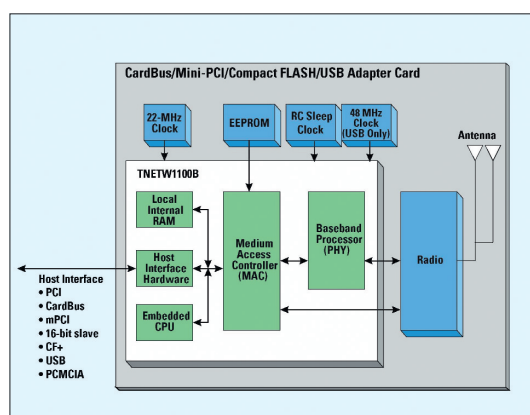 CardBus/Mini-PCI/Compact FLASH/USB Adapter Card
22-MHz
Clock
EEPROM
RC Sleep
Clock
48 MHz
Clock
(USB Only)
Antenna
TNETW1100B
Local
Internal
RAM
Host
Interface
Hardware
Embedded
CPU
Medium
Access
Controller
(MAC)
Baseband
Processor
(PHY)
Radio
Host Interface
• PCI
• CardBus
• mPCI
• 16-bit slave
• CF+
• USB
• PCMCIA